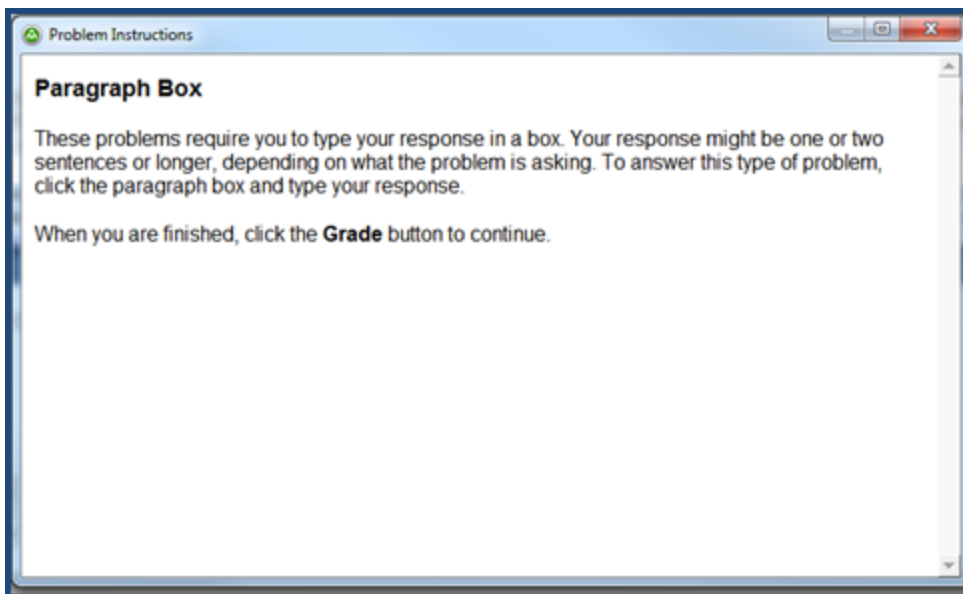 Problem Instructions
Paragraph Box
These problems require you to type your response in a box. Your response might be one or two
sentences or longer, depending on what the problem is asking. To answer this type of problem,
click the paragraph box and type your response.
When you are finished, click the Grade button to continue.